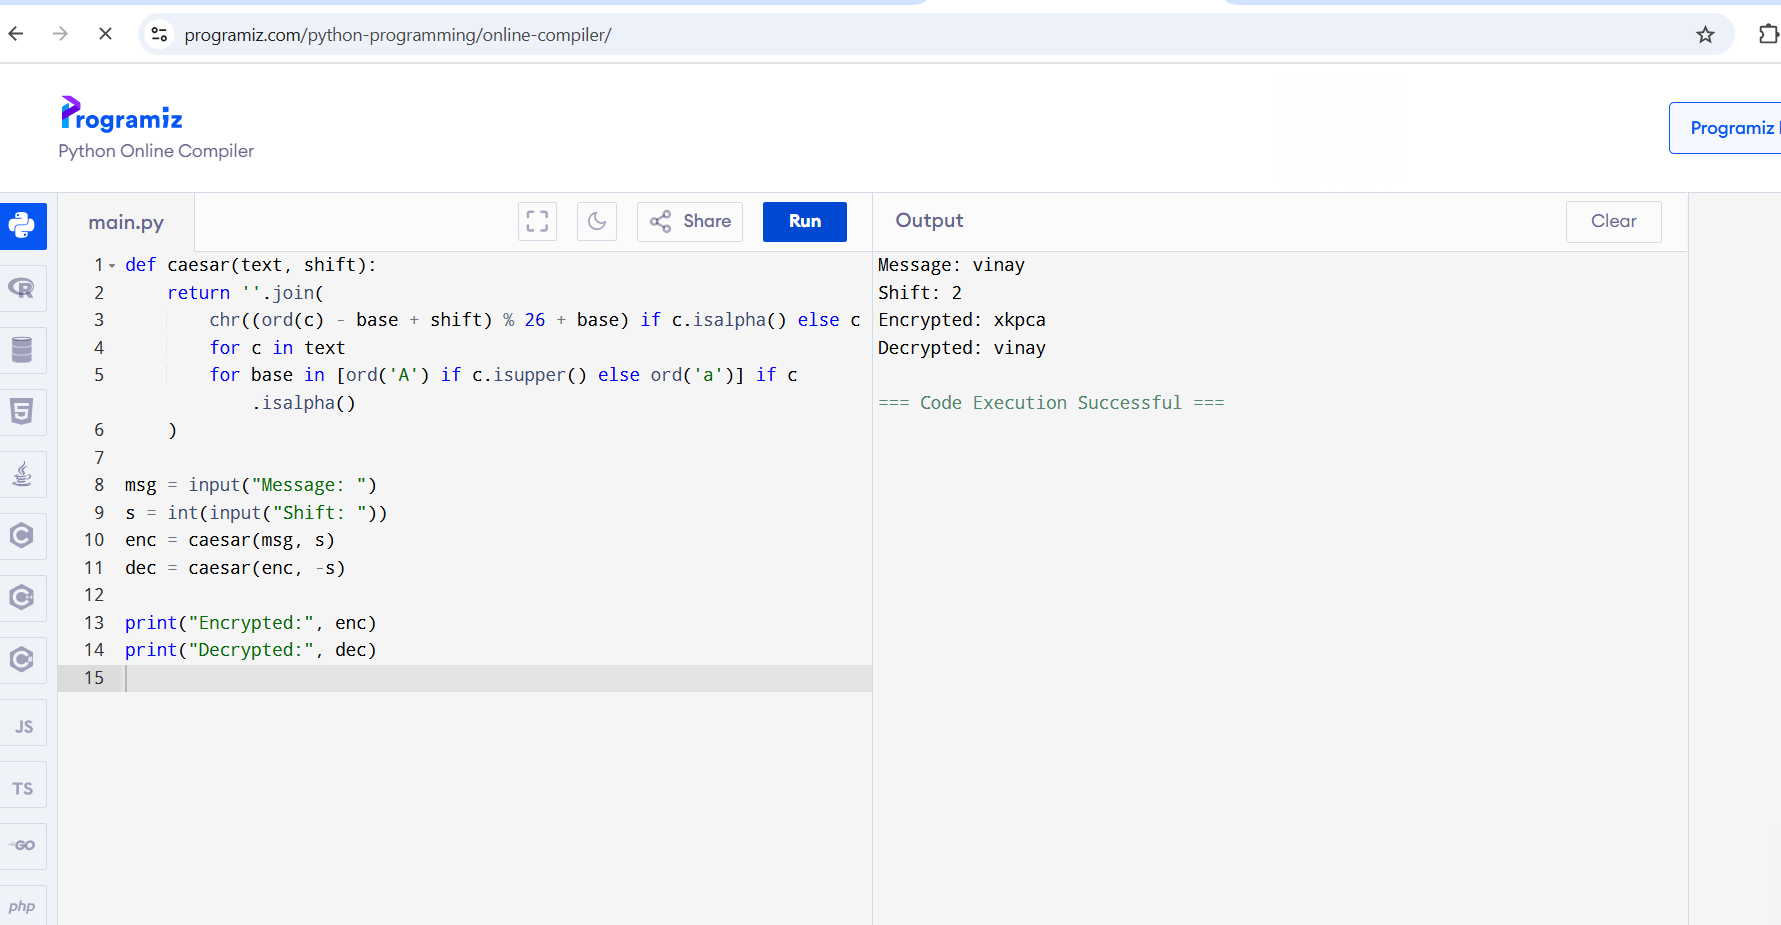 programiz.com/python-programming/online-compiler/
Programiz
Python Online Compiler
Programiz
main.py
Share
Run
Output
Clear
1 def caesar(text, shift):
2     return ''.join(
3         chr((ord(c) - base + shift) % 26 + base) if c.isalpha() else c
4         for c in text
5         for base in [ord('A') if c.isupper() else ord('a')] if c
            .isalpha()
6     )
7
8 msg = input("Message: ")
9 s = int(input("Shift: "))
10 enc = caesar(msg, s)
11 dec = caesar(enc, -s)
12
13 print("Encrypted:", enc)
14 print("Decrypted:", dec)
15
Message: vinay
Shift: 2
Encrypted: xkpca
Decrypted: vinay
=== Code Execution Successful ===
R
5
C
C
C
JS
TS
GO
php